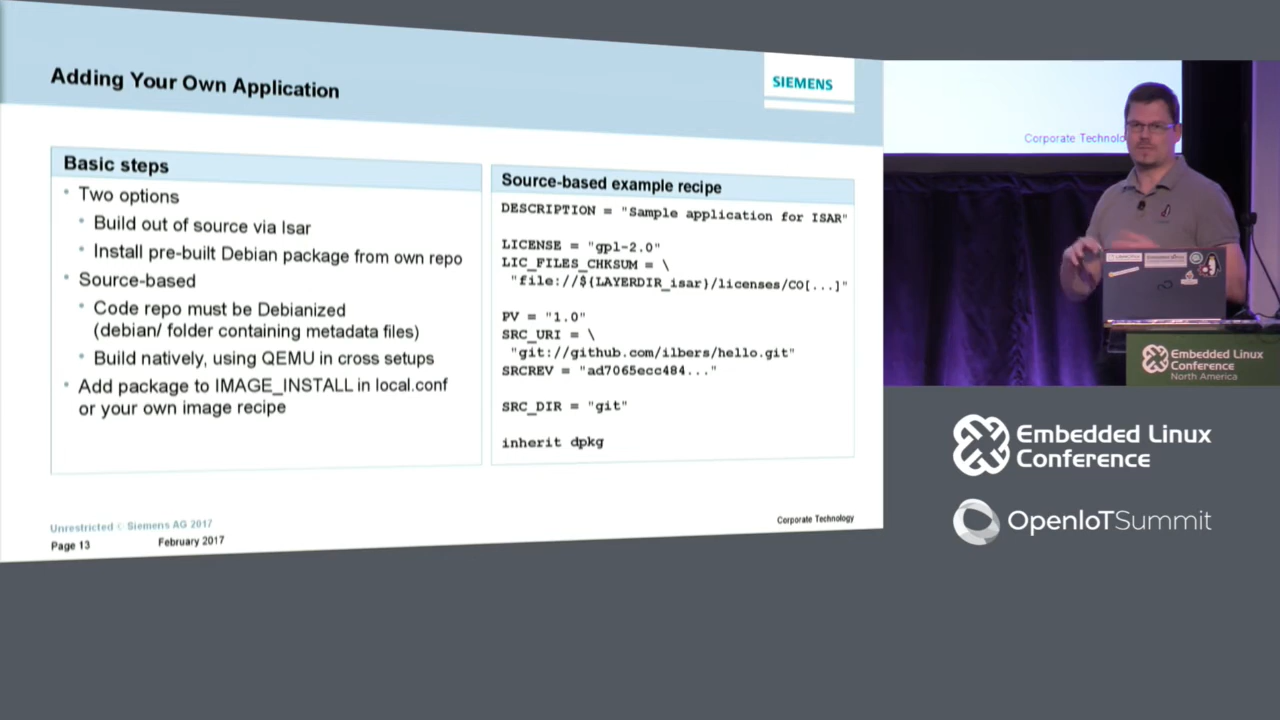 Adding Your Own Application
SIEMENS
Basic steps
Two options
Build out of source via Isar
Install pre-built Debian package from own repo
Source-based
Code repo must be Debianized
(debian/ folder containing metadata files)
Build natively, using QEMU in cross setups
Add package to IMAGE_INSTALL in local.conf
or your own image recipe
Source-based example recipe
DESCRIPTION = "Sample application for ISAR"
LICENSE = "gpl-2.0"
LIC_FILES_CHKSUM = \
"file://${LAYERDIR_isar}/licenses/CO[...]"
PV = "1.0"
SRC_URI = \
"git://github.com/ilbers/hello.git"
SRCREV = "ad7065ecc484..."
SRC_DIR = "git"
inherit dpkg
Unrestricted © Siemens AG 2017
Page 13
February 2017
Corporate Technology
Corporate
Embedded Linux
Conference
North America
Embedded Linux
Conference
OpenIoTSummit